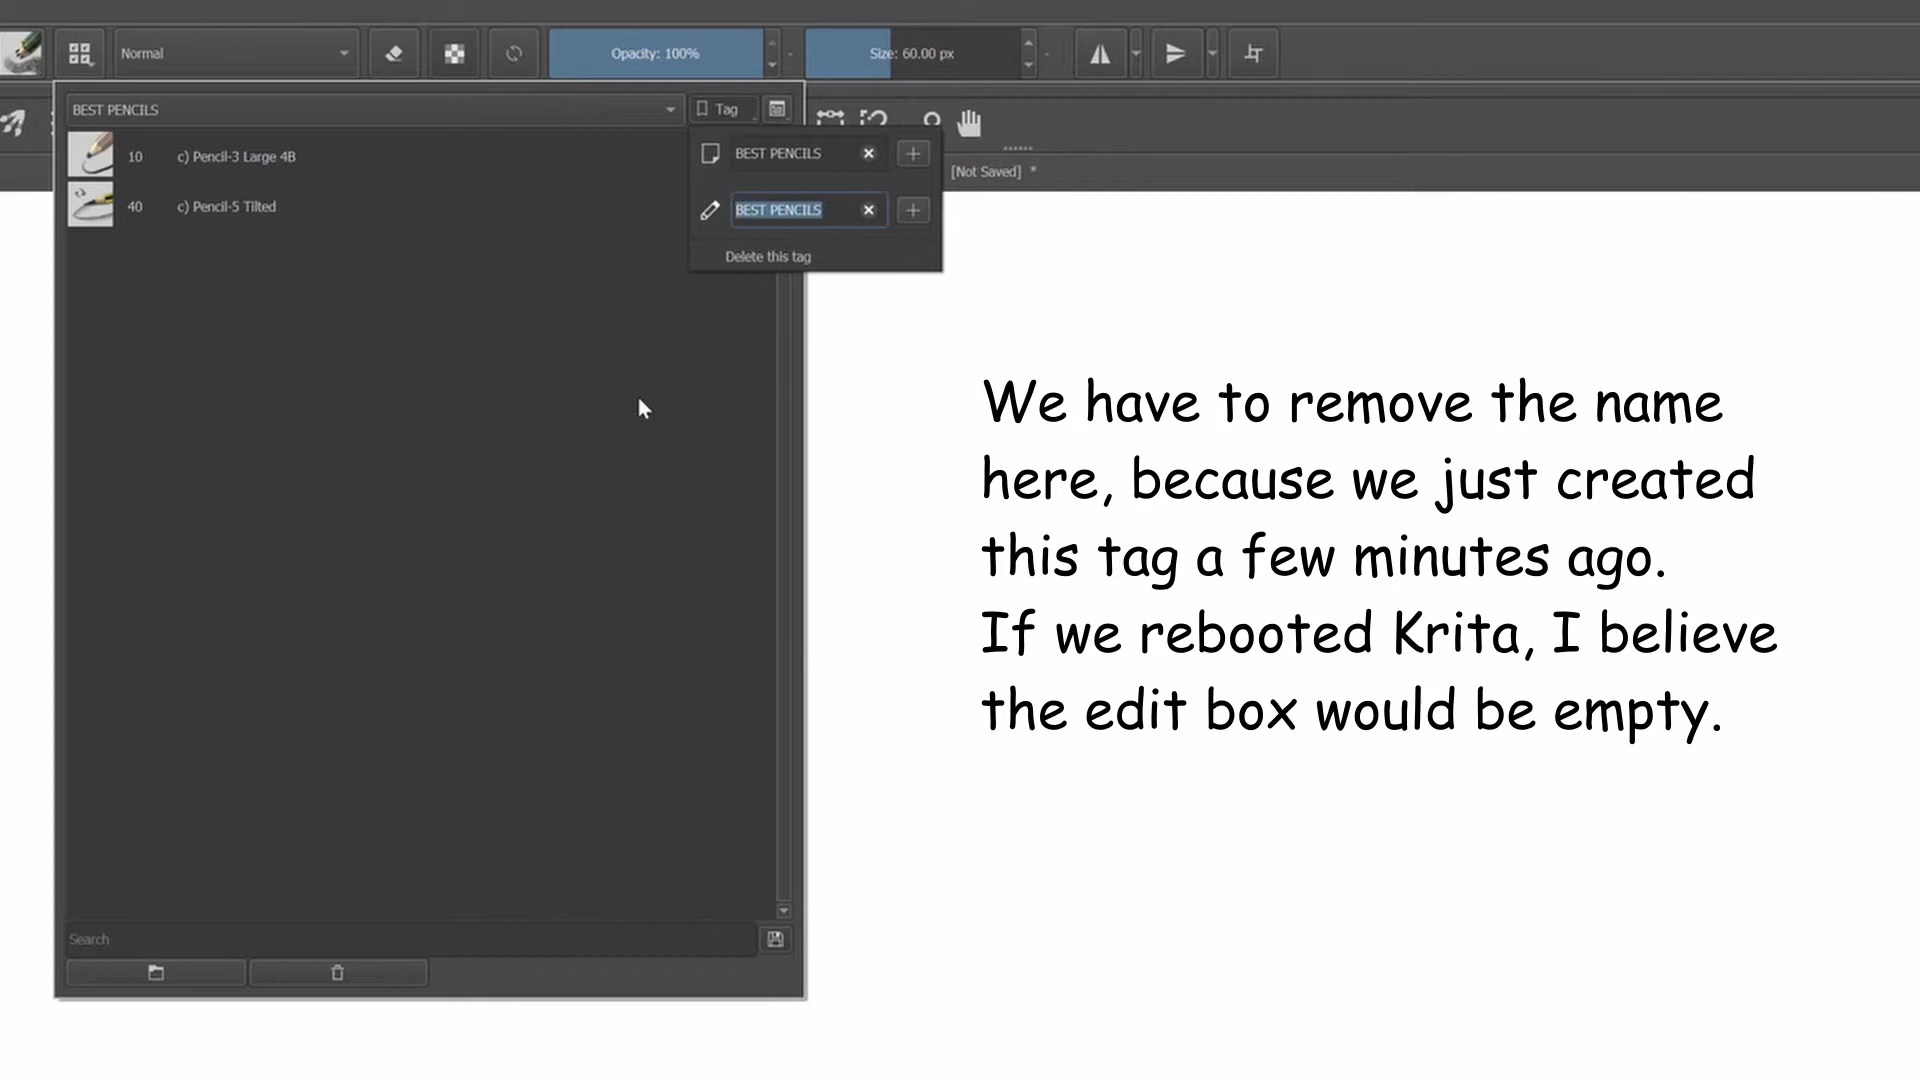 Normal
Opacity: 100%
Size: 60.00 px
BEST PENCILS
Tag
10 c) Pencil-3 Large 4B
40 c) Pencil-5 Tilted
BEST PENCILS
BEST PENCILS
Delete this tag
[Not Saved] *
We have to remove the name
here, because we just created
this tag a few minutes ago.
If we rebooted Krita, I believe
the edit box would be empty.
Search